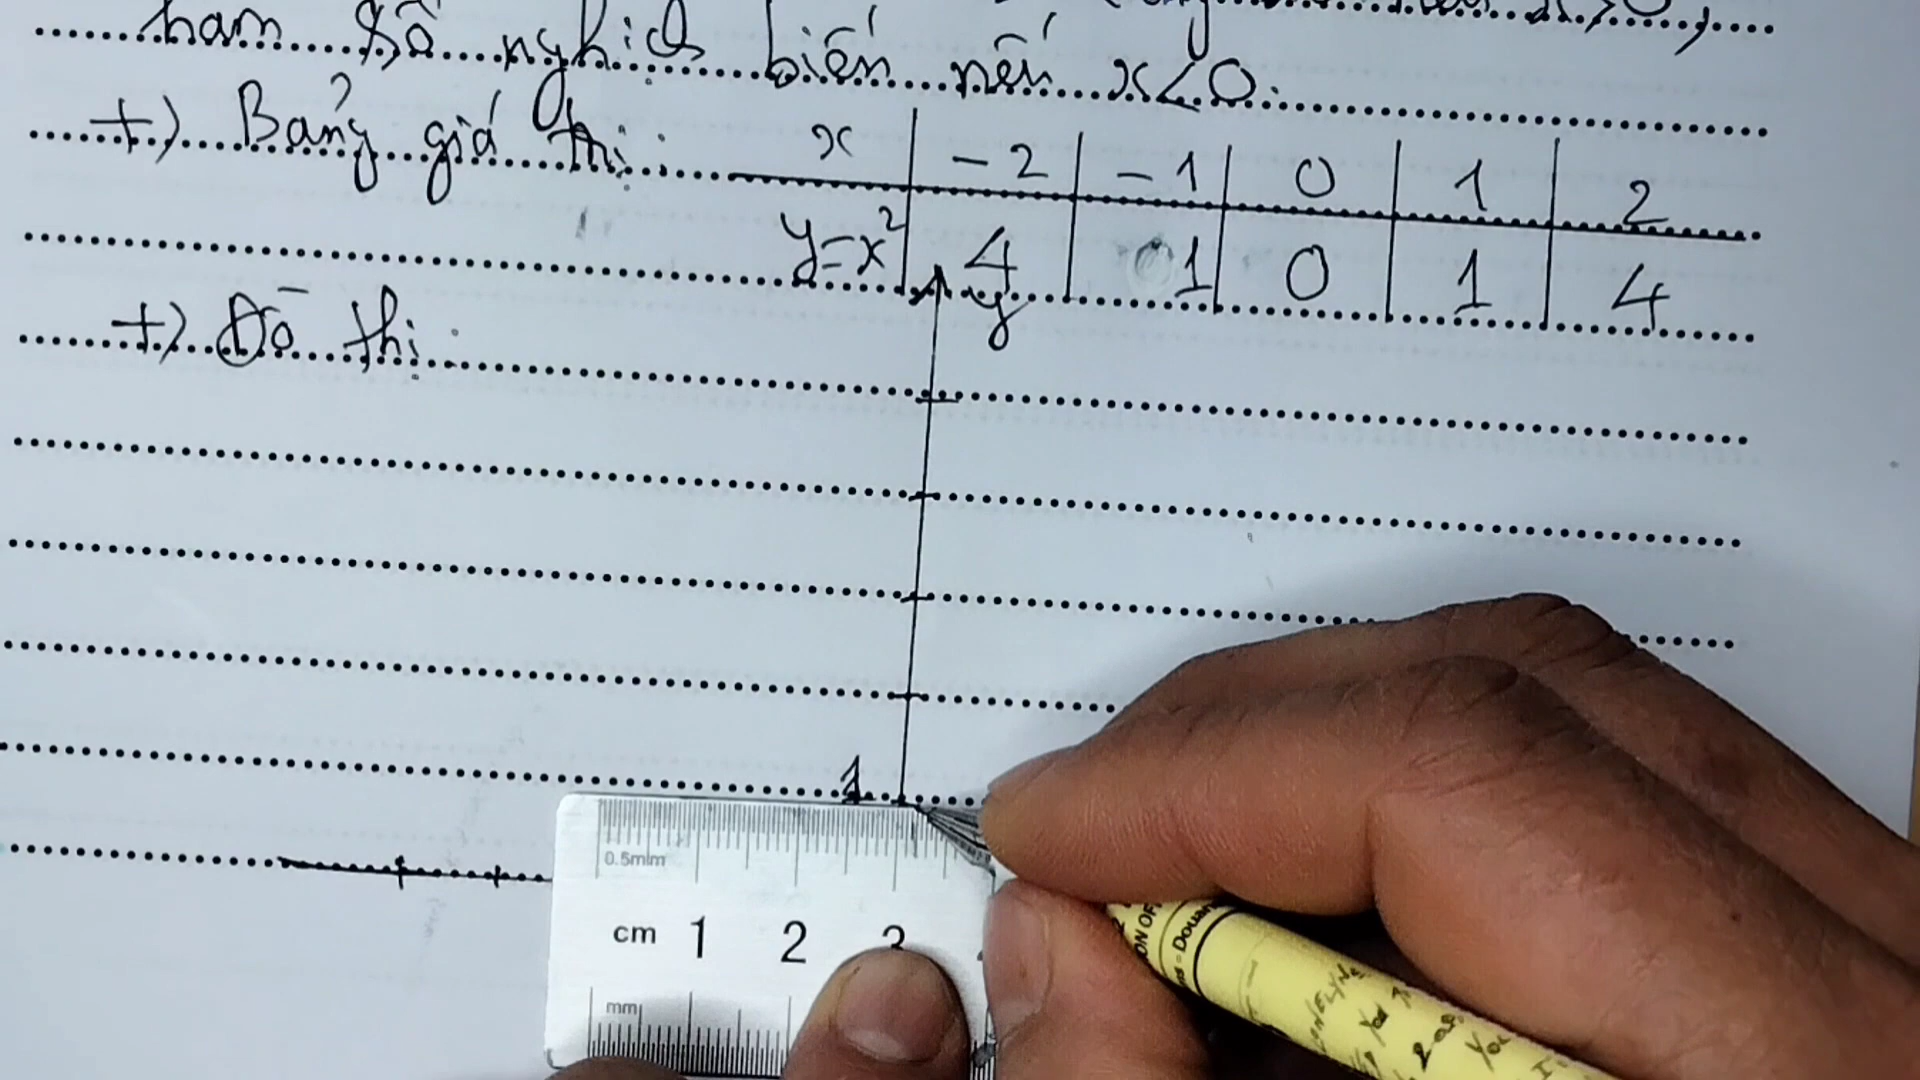 hàm số nghịch biến nếu x<0.
+) Bảng giá trị: x -2 -1 0 1 2
y=x² 4 1 0 1 4
y
+) Đồ thị:
1
0.5mm
cm 1 2 3
mm